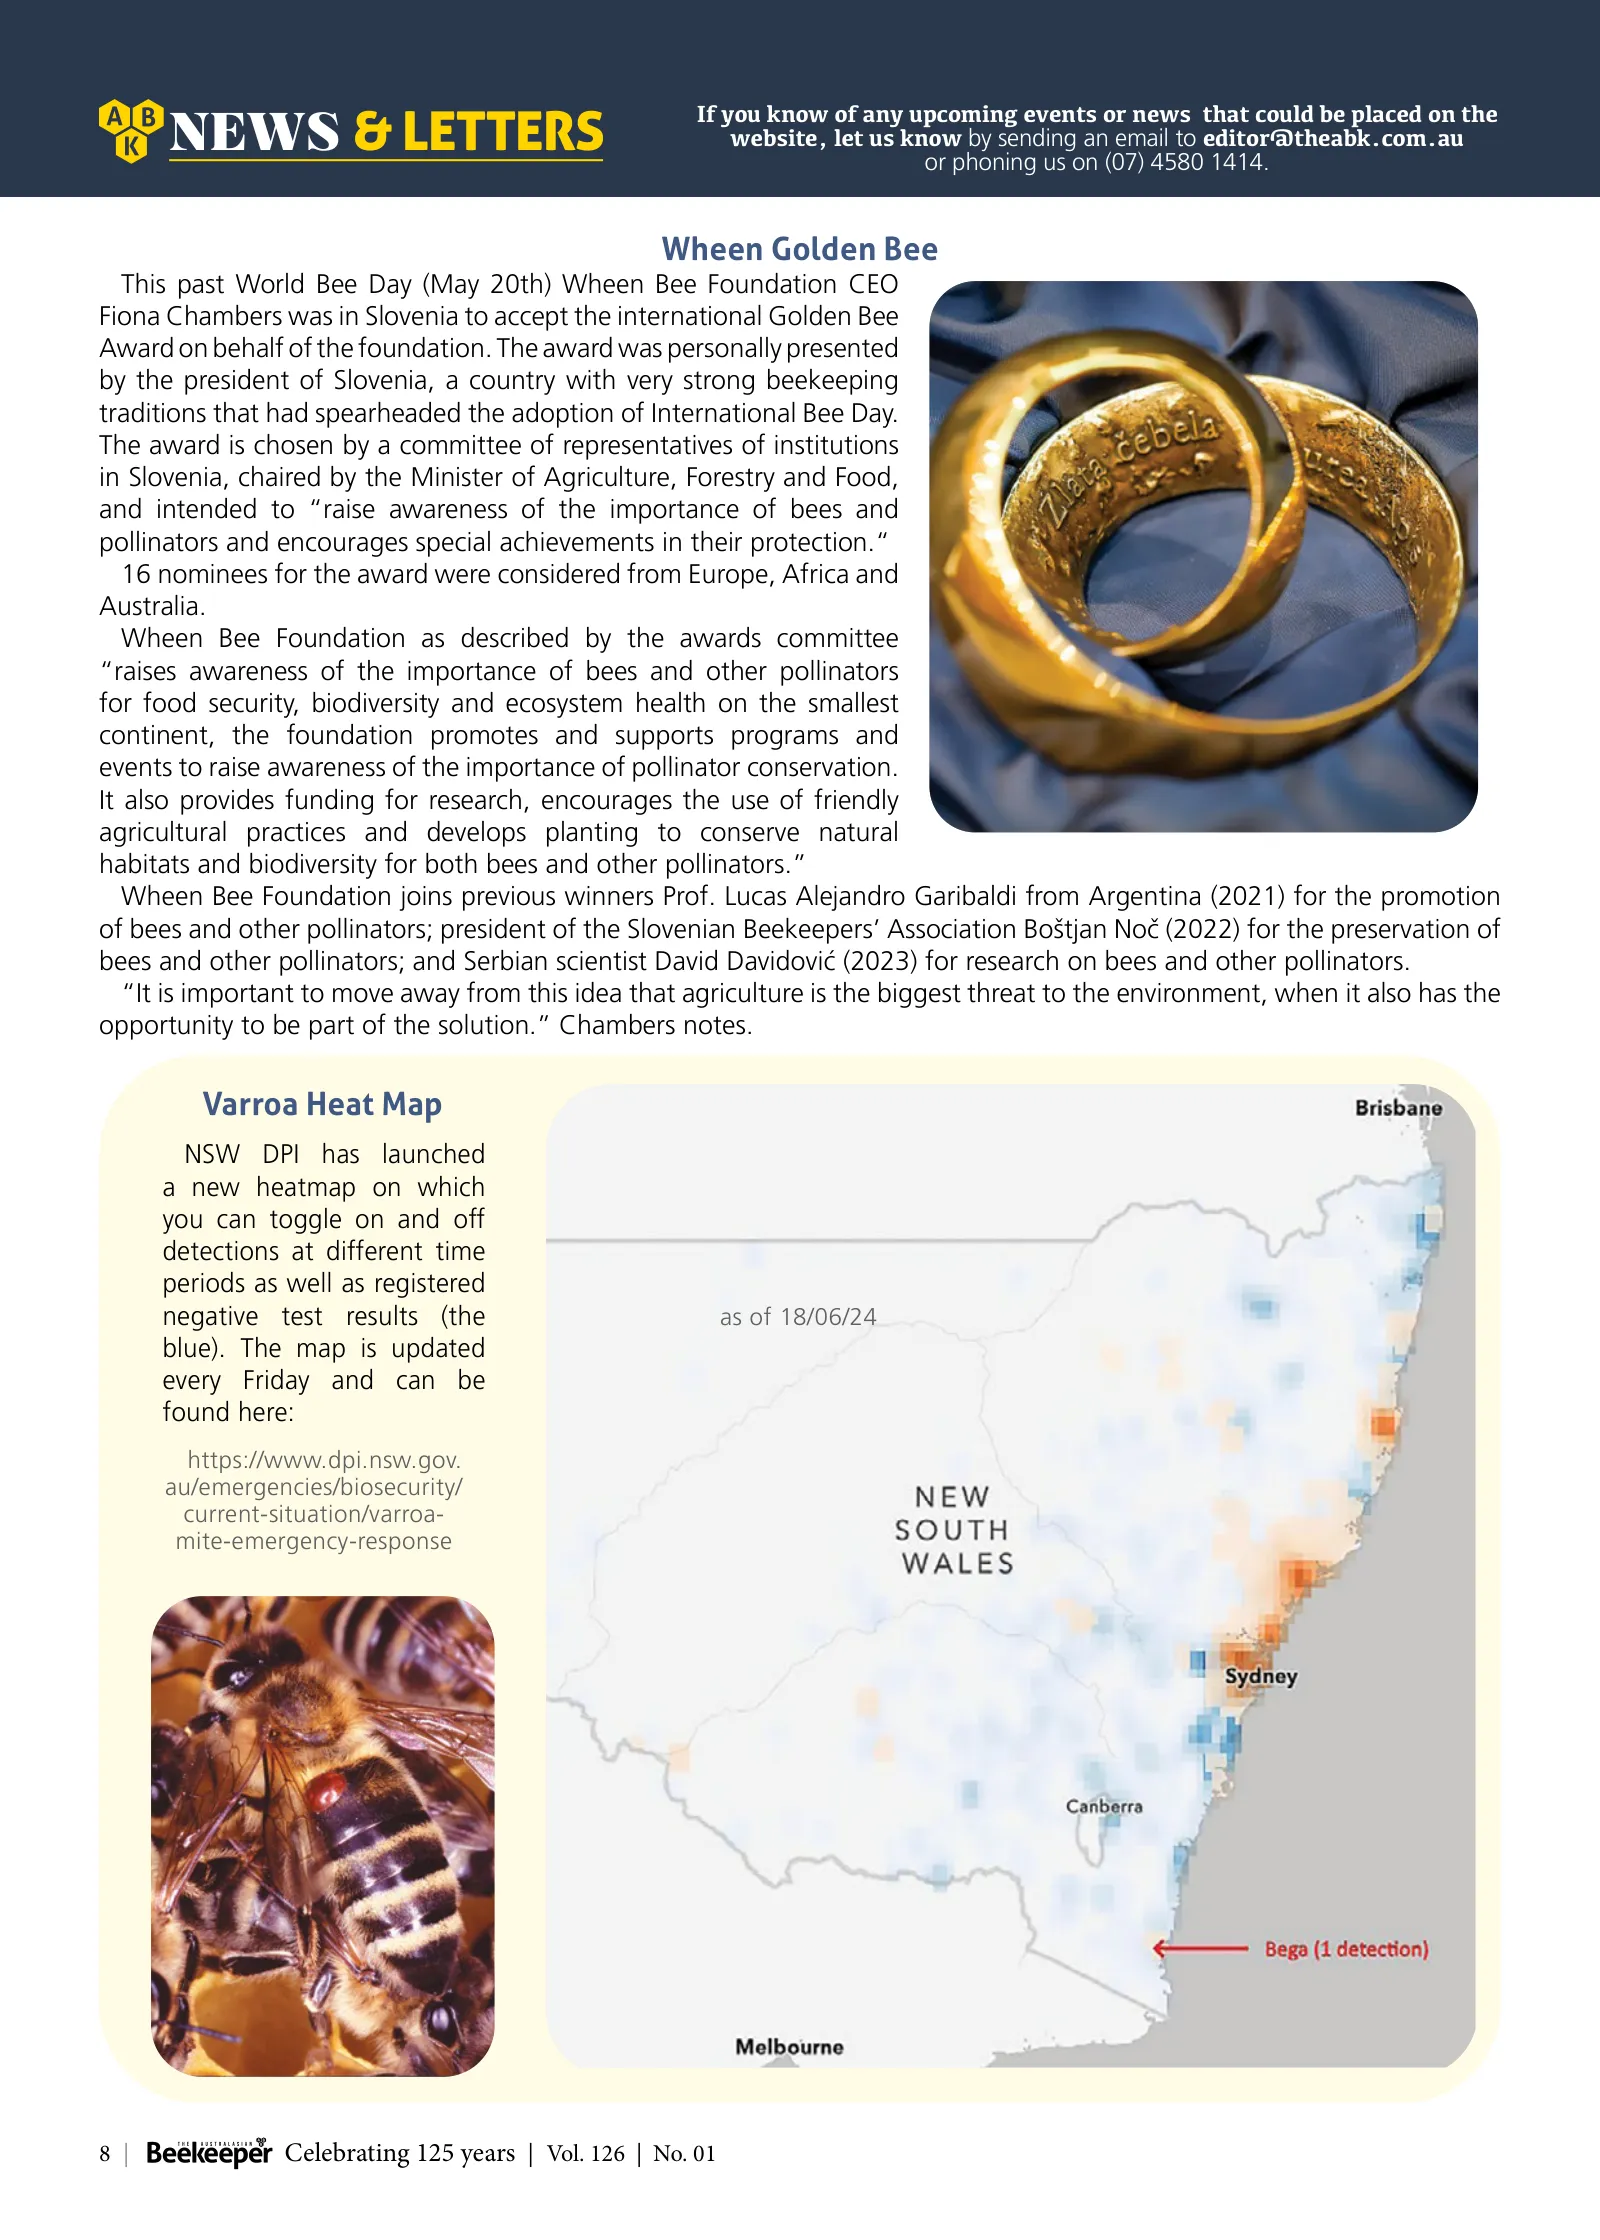 ABK NEWS & LETTERS
If you know of any upcoming events or news that could be placed on the
website, let us know by sending an email to editor@theabk.com.au
or phoning us on (07) 4580 1414.
Wheen Golden Bee
This past World Bee Day (May 20th) Wheen Bee Foundation CEO
Fiona Chambers was in Slovenia to accept the international Golden Bee
Award on behalf of the foundation. The award was personally presented
by the president of Slovenia, a country with very strong beekeeping
traditions that had spearheaded the adoption of International Bee Day.
The award is chosen by a committee of representatives of institutions
in Slovenia, chaired by the Minister of Agriculture, Forestry and Food,
and intended to “raise awareness of the importance of bees and
pollinators and encourages special achievements in their protection.“
16 nominees for the award were considered from Europe, Africa and
Australia.
Wheen Bee Foundation as described by the awards committee
“raises awareness of the importance of bees and other pollinators
for food security, biodiversity and ecosystem health on the smallest
continent, the foundation promotes and supports programs and
events to raise awareness of the importance of pollinator conservation.
It also provides funding for research, encourages the use of friendly
agricultural practices and develops planting to conserve natural
habitats and biodiversity for both bees and other pollinators.”
Zlata čebela
Wheen Bee Foundation joins previous winners Prof. Lucas Alejandro Garibaldi from Argentina (2021) for the promotion
of bees and other pollinators; president of the Slovenian Beekeepers’ Association Boštjan Noč (2022) for the preservation of
bees and other pollinators; and Serbian scientist David Davidović (2023) for research on bees and other pollinators.
“It is important to move away from this idea that agriculture is the biggest threat to the environment, when it also has the
opportunity to be part of the solution.” Chambers notes.
Varroa Heat Map
NSW DPI has launched
a new heatmap on which
you can toggle on and off
detections at different time
periods as well as registered
negative test results (the
blue). The map is updated
every Friday and can be
found here:
https://www.dpi.nsw.gov.
au/emergencies/biosecurity/
current-situation/varroa-
mite-emergency-response
Brisbane
as of 18/06/24
NEW
SOUTH
WALES
Sydney
Canberra
Bega (1 detection)
Melbourne
8 | THE AUSTRALASIAN Beekeeper Celebrating 125 years | Vol. 126 | No. 01